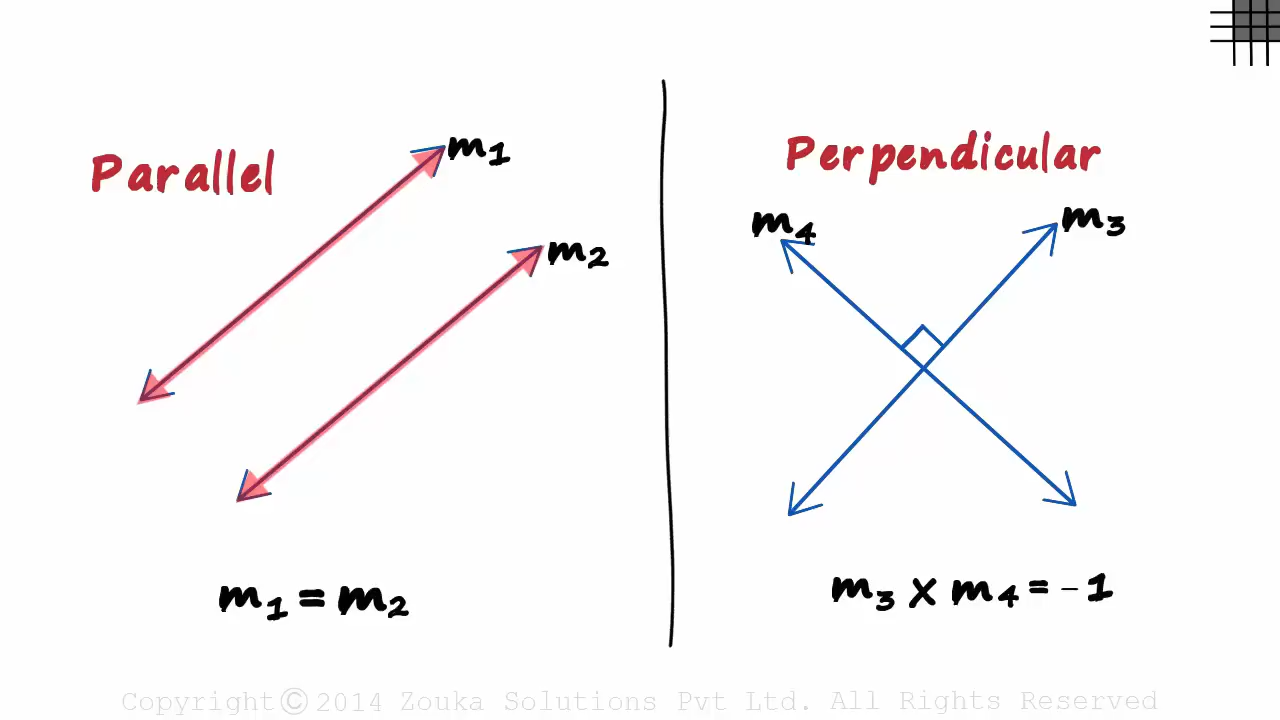 Parallel
m₁
m₂
m₁ = m₂
Perpendicular
m₄
m₃
m₃ x m₄ = -1
Copyright © 2014 Zouka Solutions Pvt Ltd. All Rights Reserved